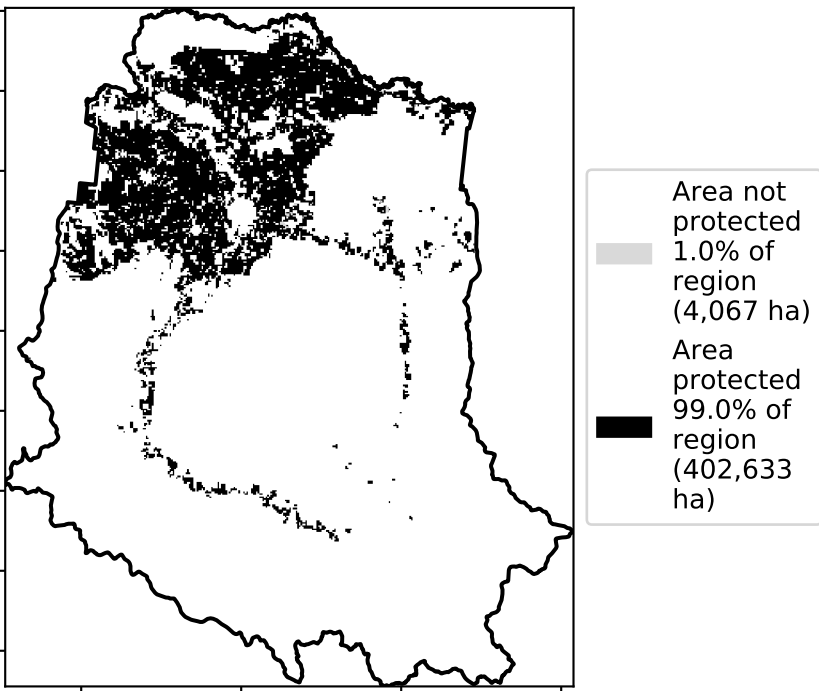 Area not
protected
1.0% of
region
(4,067 ha)
Area
protected
99.0% of
region
(402,633
ha)